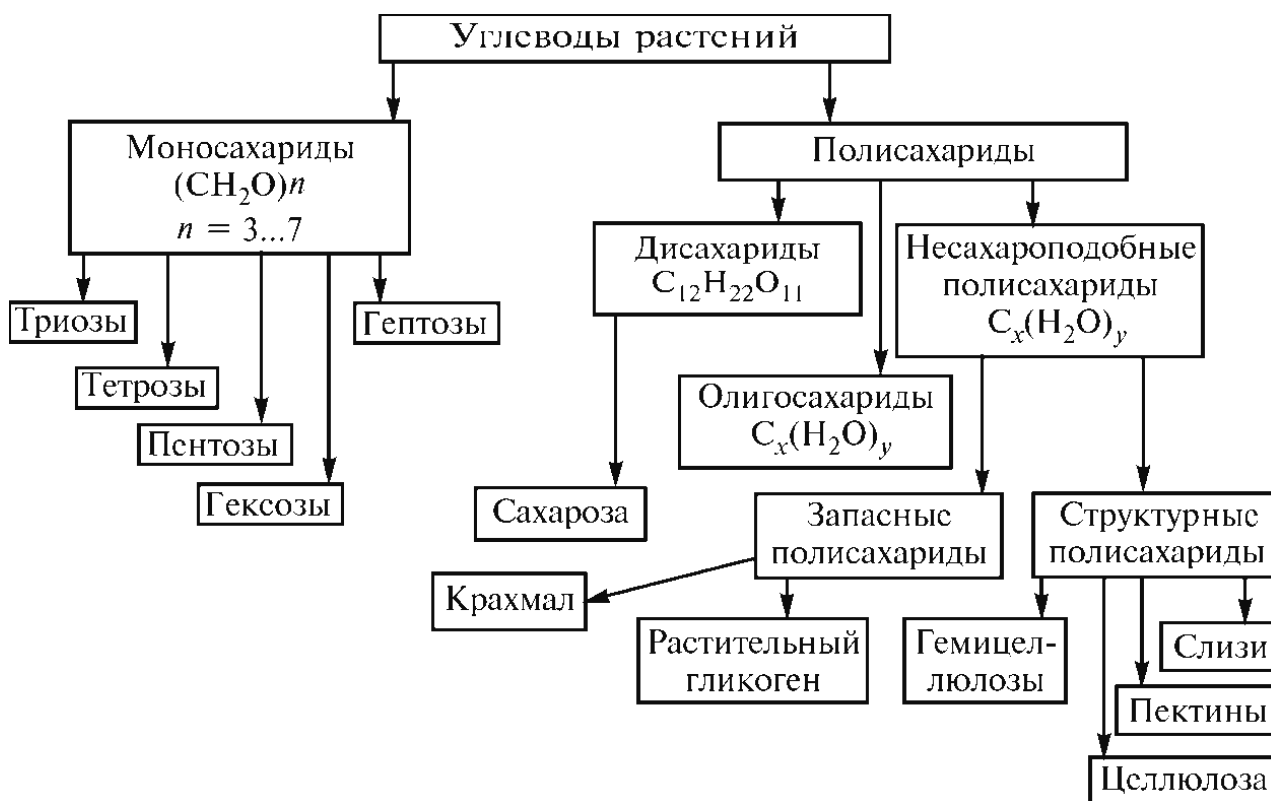 Углеводы растений
Моносахариды
(CH₂O)n
n = 3...7
Полисахариды
Дисахариды
C₁₂H₂₂O₁₁
Несахароподобные
полисахариды
Cₓ(H₂O)ᵧ
Триозы
Гептозы
Тетрозы
Олигосахариды
Cₓ(H₂O)ᵧ
Пентозы
Гексозы
Сахароза
Запасные
полисахариды
Структурные
полисахариды
Крахмал
Растительный
гликоген
Гемицел-
люлозы
Слизи
Пектины
Целлюлоза